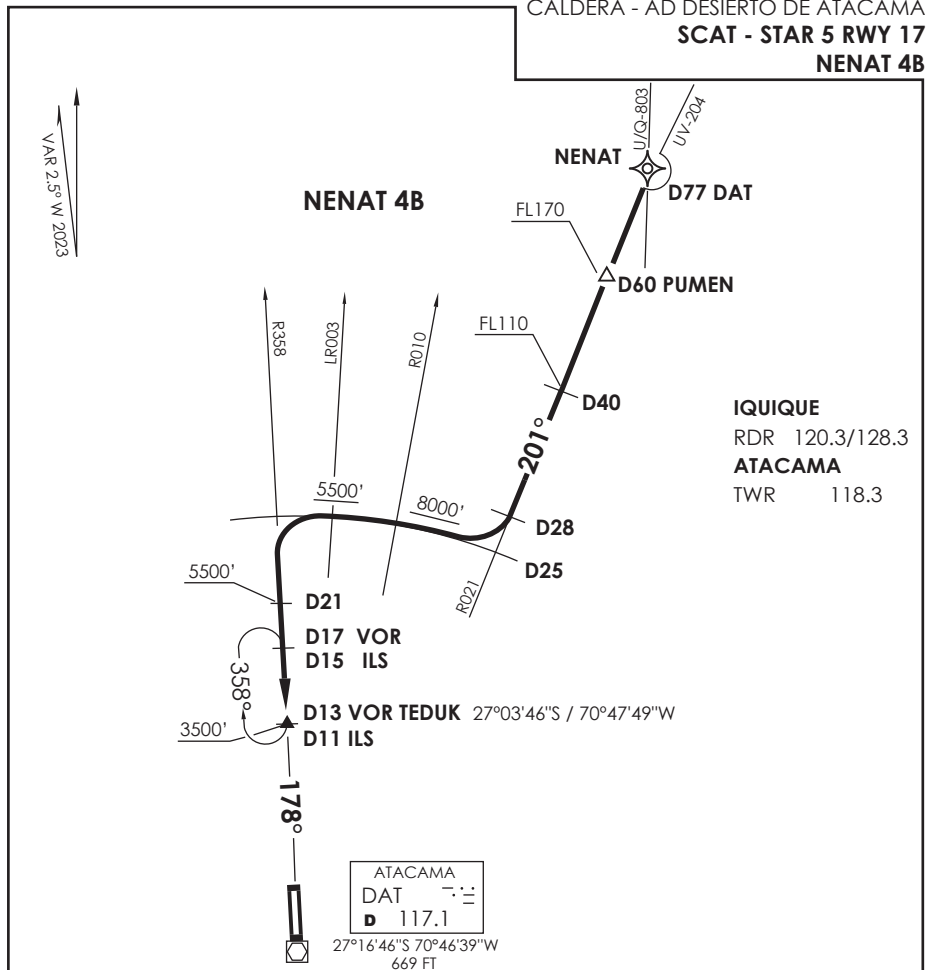 CALDERA - AD DESIERTO DE ATACAMA
SCAT - STAR 5 RWY 17
NENAT 4B
VAR 2.5° W 2023
NENAT 4B
U/Q-803
UV-204
NENAT
D77 DAT
FL170
D60 PUMEN
FL110
D40
R358
LR003
R010
201°
IQUIQUE
RDR 120.3/128.3
ATACAMA
TWR 118.3
5500'
8000'
D28
D25
R021
5500'
D21
D17 VOR
D15 ILS
358°
D13 VOR TEDUK 27°03'46"S / 70°47'49"W
3500'
D11 ILS
178°
ATACAMA
DAT
D 117.1
27°16'46"S 70°46'39"W
669 FT